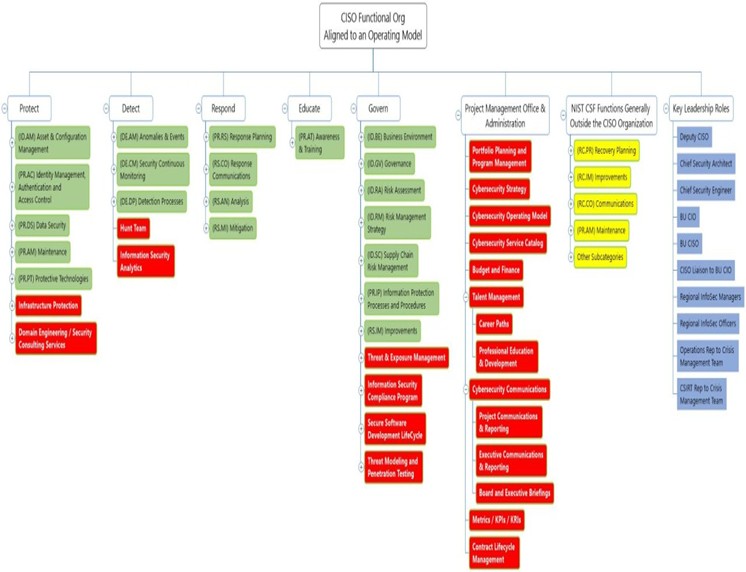 CISO Functional Org
Aligned to an Operating Model
Protect
(ID.AM) Asset & Configuration
Management
(PR.AC) Identity Management,
Authentication and
Access Control
(PR.DS) Data Security
(PR.AM) Maintenance
(PR.PT) Protective Technologies
Infrastructure Protection
Domain Engineering / Security
Consulting Services
Detect
(DE.AM) Anomalies & Events
(DE.CM) Security Continuous
Monitoring
(DE.DP) Detection Processes
Hunt Team
Information Security
Analytics
Respond
(PR.RS) Response Planning
(RS.CO) Response
Communications
(RS.AN) Analysis
(RS.MI) Mitigation
Educate
(PR.AT) Awareness
& Training
Govern
(ID.BE) Business Environment
(ID.GV) Governance
(ID.RA) Risk Assessment
(ID.RM) Risk Management
Strategy
(ID.SC) Supply Chain
Risk Management
(PR.IP) Information Protection
Processes and Procedures
(RS.IM) Improvements
Threat & Exposure Management
Information Security
Compliance Program
Secure Software
Development LifeCycle
Threat Modeling and
Penetration Testing
Project Management Office &
Administration
Portfolio Planning and
Program Management
Cybersecurity Strategy
Cybersecurity Operating Model
Cybersecurity Service Catalog
Budget and Finance
Talent Management
Career Paths
Professional Education
& Development
Cybersecurity Communications
Project Communications
& Reporting
Executive Communications
& Reporting
Board and Executive Briefings
Metrics / KPIs / KRIs
Contract Lifecycle
Management
NIST CSF Functions Generally
Outside the CISO Organization
(RC.PR) Recovery Planning
(RC.IM) Improvements
(RC.CO) Communications
(PR.AM) Maintenance
Other Subcategories
Key Leadership Roles
Deputy CISO
Chief Security Architect
Chief Security Engineer
BU CIO
BU CISO
CISO Liaison to BU CIO
Regional InfoSec Managers
Regional InfoSec Officers
Operations Rep to Crisis
Management Team
CSIRT Rep to Crisis
Management Team